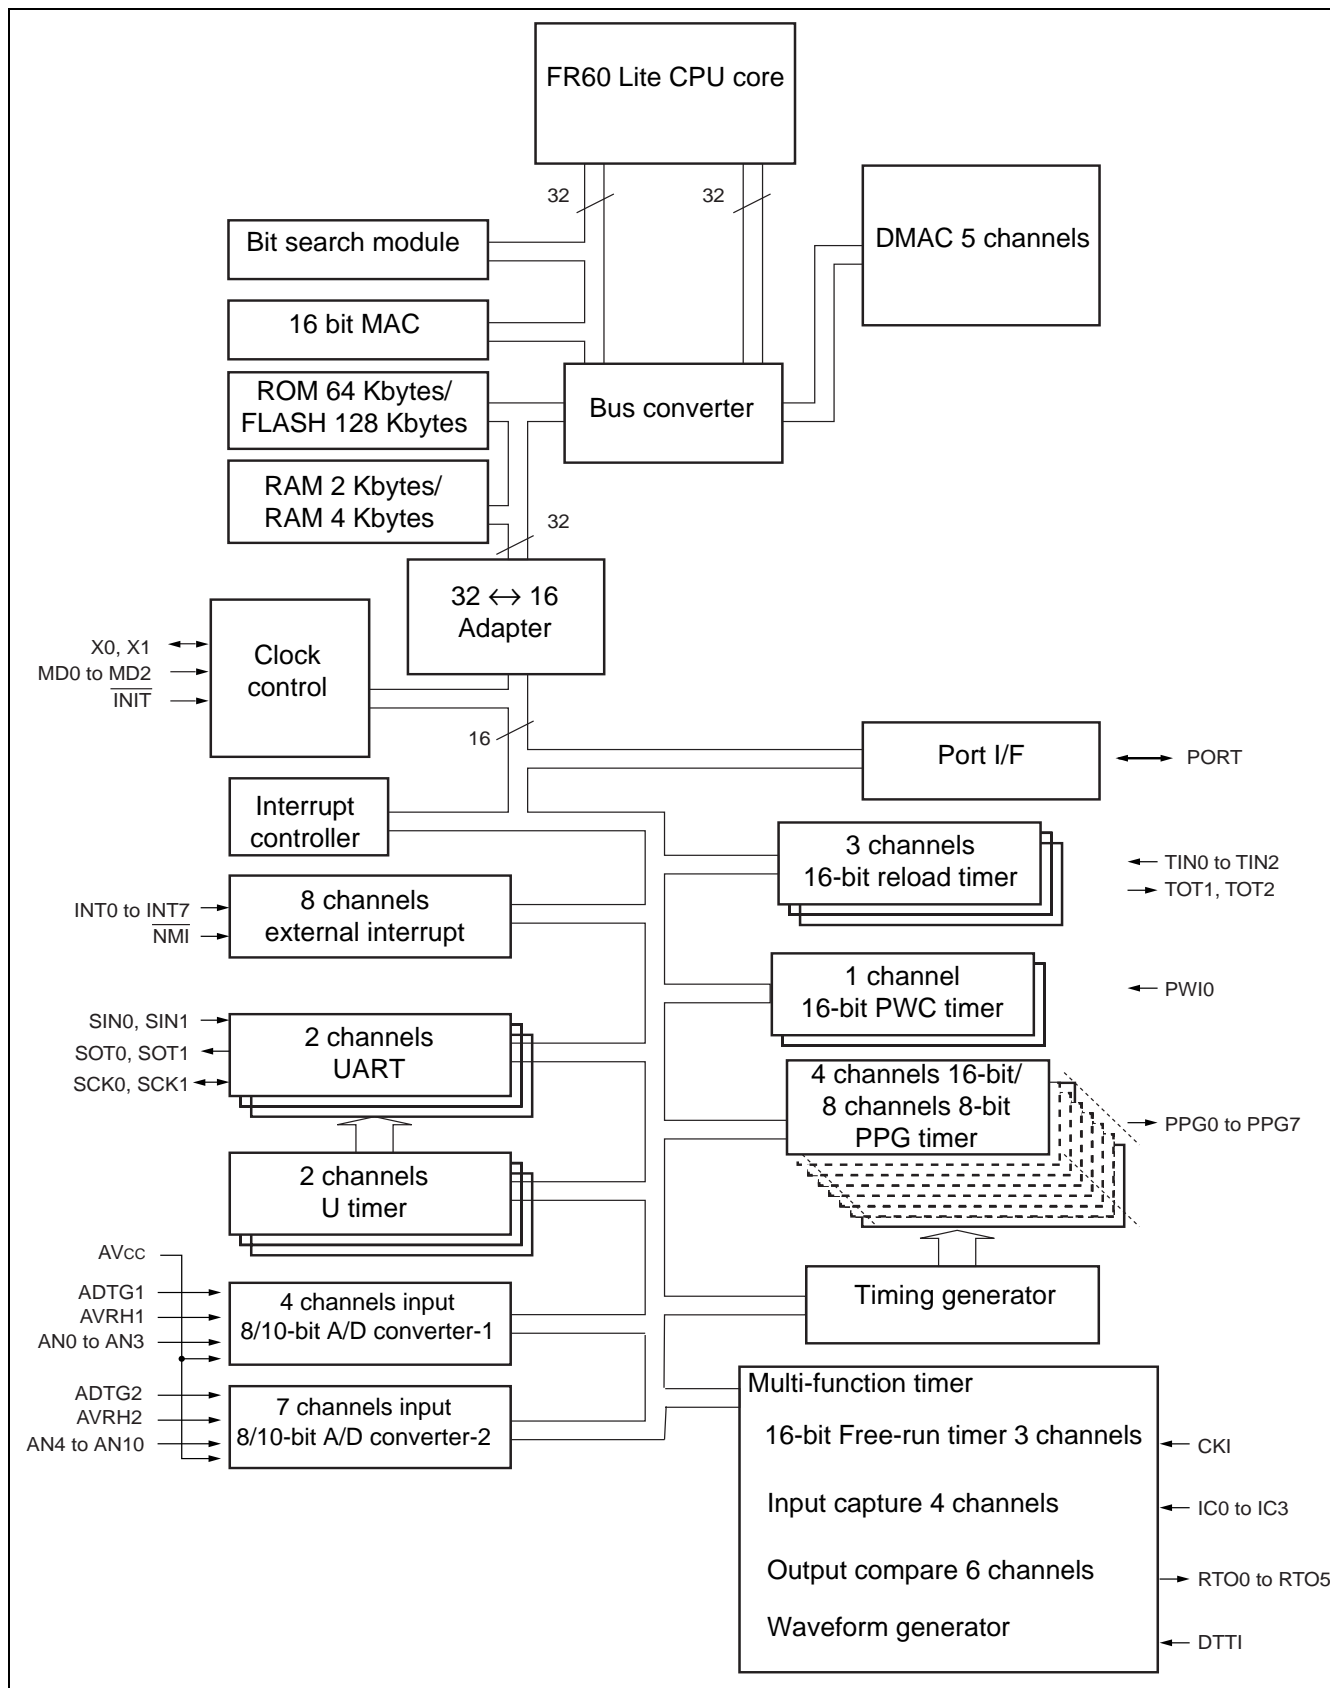 FR60 Lite CPU core
32
32
Bit search module
DMAC 5 channels
16 bit MAC
ROM 64 Kbytes/
FLASH 128 Kbytes
Bus converter
RAM 2 Kbytes/
RAM 4 Kbytes
32
32 ↔ 16
Adapter
X0, X1
MD0 to MD2
INIT
Clock
control
16
Port I/F
PORT
Interrupt
controller
3 channels
16-bit reload timer
TIN0 to TIN2
TOT1, TOT2
INT0 to INT7
NMI
8 channels
external interrupt
1 channel
16-bit PWC timer
PWI0
SIN0, SIN1
SOT0, SOT1
SCK0, SCK1
2 channels
UART
4 channels 16-bit/
8 channels 8-bit
PPG timer
PPG0 to PPG7
2 channels
U timer
AVCC
ADTG1
AVRH1
AN0 to AN3
4 channels input
8/10-bit A/D converter-1
Timing generator
ADTG2
AVRH2
AN4 to AN10
7 channels input
8/10-bit A/D converter-2
Multi-function timer
16-bit Free-run timer 3 channels
CKI
Input capture 4 channels
IC0 to IC3
Output compare 6 channels
RTO0 to RTO5
Waveform generator
DTTI